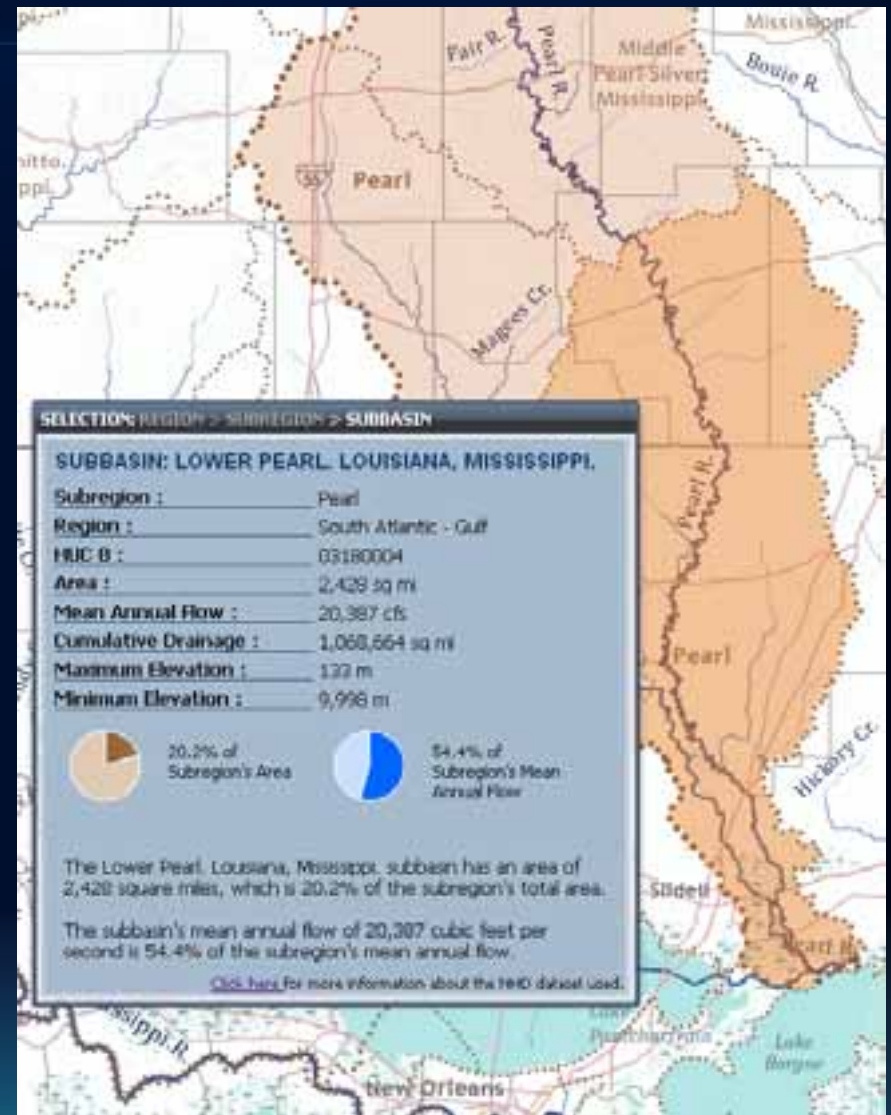 Mississippi.
Fair R.
Pearl R.
Middle
Pearl-Silver.
Mississippi.
Bouie R.
55
Pearl
Magees Cr.
SELECTION: REGION > SUBREGION > SUBBASIN
SUBBASIN: LOWER PEARL. LOUISIANA, MISSISSIPPI.
Subregion : Pearl
Region : South Atlantic - Gulf
HUC 8 : 03180004
Area : 2,428 sq mi
Mean Annual Flow : 20,387 cfs
Cumulative Drainage : 1,068,664 sq mi
Maximum Elevation : 133 m
Minimum Elevation : 9,998 m
20.2% of
Subregion's Area
54.4% of
Subregion's Mean
Annual Flow
The Lower Pearl. Louisiana, Mississippi. subbasin has an area of
2,428 square miles, which is 20.2% of the subregion's total area.
The subbasin's mean annual flow of 20,387 cubic feet per
second is 54.4% of the subregion's mean annual flow.
Click here for more information about the NHD dataset used.
Pearl R.
Pearl
Hickory Cr.
Slidell
Pearl R.
Lake
Pontchartrain
Lake
Borgne
ssippi R.
New Orleans